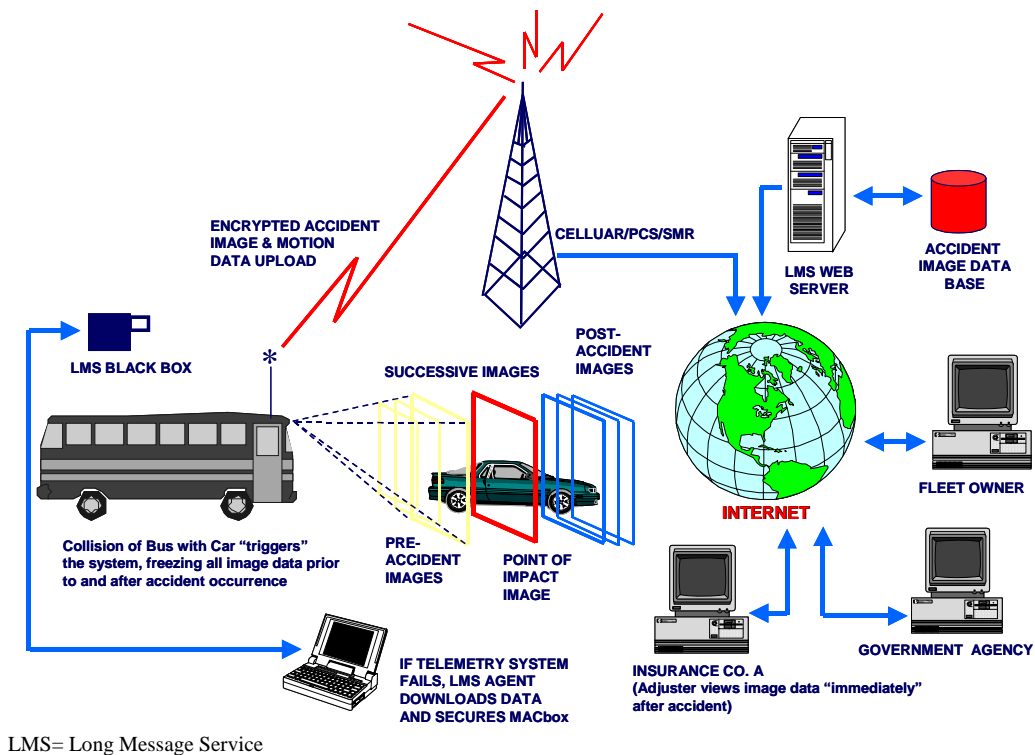 ENCRYPTED ACCIDENT
IMAGE & MOTION
DATA UPLOAD
CELLUAR/PCS/SMR
LMS WEB
SERVER
ACCIDENT
IMAGE DATA
BASE
LMS BLACK BOX
*
SUCCESSIVE IMAGES
POST-
ACCIDENT
IMAGES
FLEET OWNER
INTERNET
Collision of Bus with Car “triggers”
the system, freezing all image data prior
to and after accident occurrence
PRE-
ACCIDENT
IMAGES
POINT OF
IMPACT
IMAGE
GOVERNMENT AGENCY
INSURANCE CO. A
(Adjuster views image data “immediately”
after accident)
IF TELEMETRY SYSTEM
FAILS, LMS AGENT
DOWNLOADS DATA
AND SECURES MACbox
LMS= Long Message Service